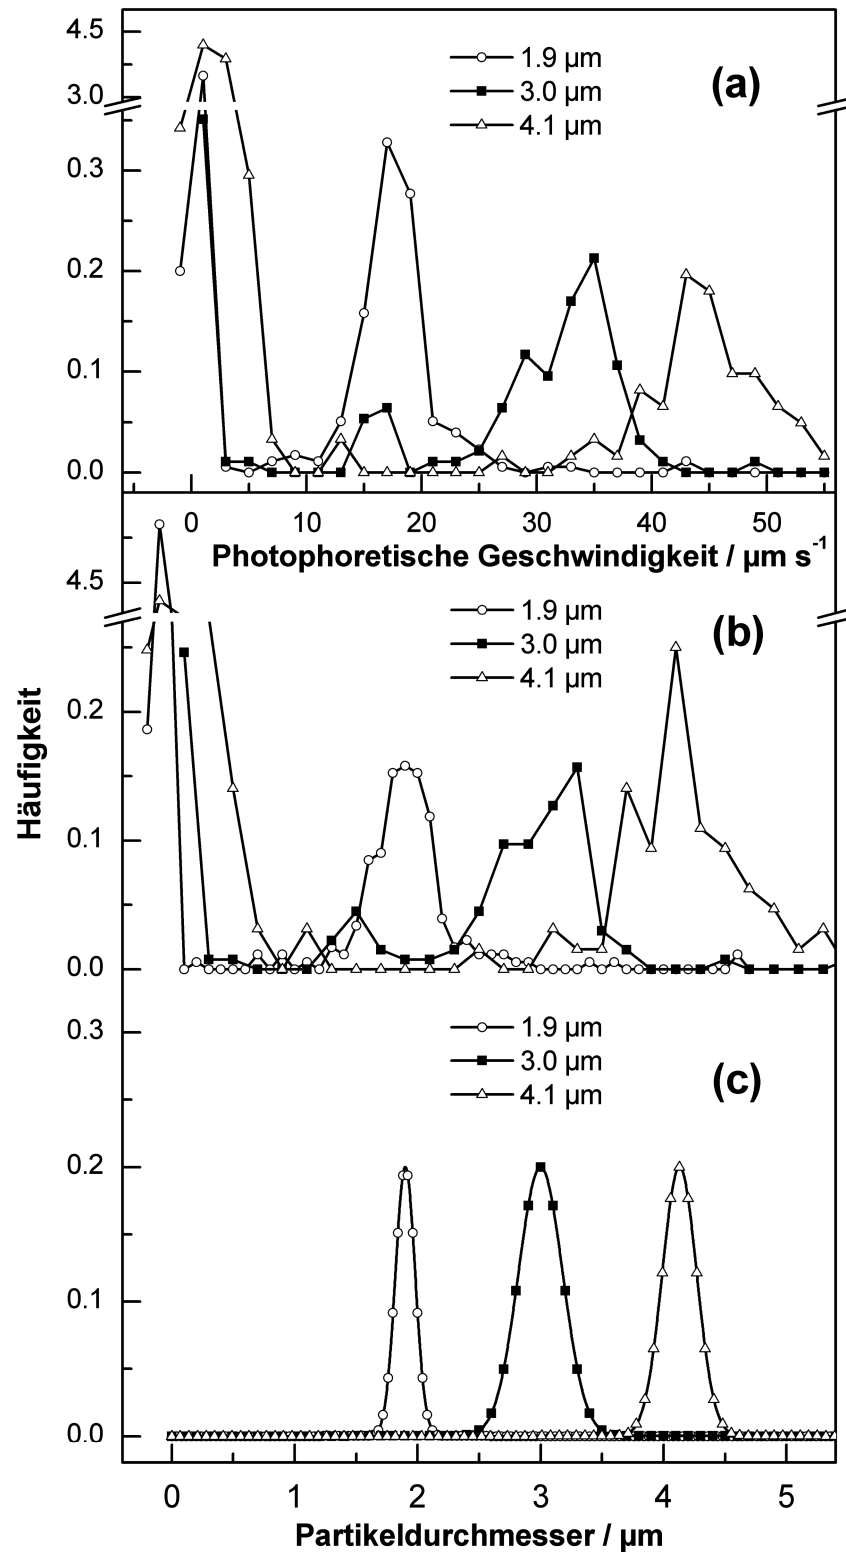 4.5
3.0
0.3
0.2
0.1
0.0
1.9 µm
3.0 µm
4.1 µm
(a)
0 10 20 30 40 50
Photophoretische Geschwindigkeit / µm s-1
4.5
0.2
0.1
0.0
1.9 µm
3.0 µm
4.1 µm
(b)
Häufigkeit
0.3
0.2
0.1
0.0
1.9 µm
3.0 µm
4.1 µm
(c)
0 1 2 3 4 5
Partikeldurchmesser / µm